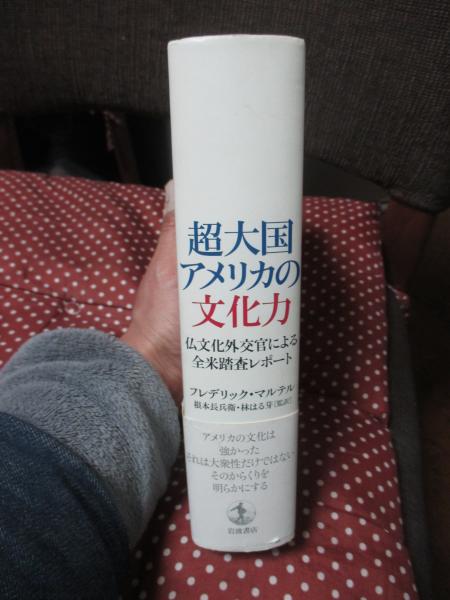 超大国
アメリカの
文化力
仏文化外交官による
全米踏査レポート
フレデリック・マルテル
根本長兵衛・林はる芽［監訳］
アメリカの文化は
強かった
それは大衆性だけではない
そのからくりを
明らかにする
岩波書店